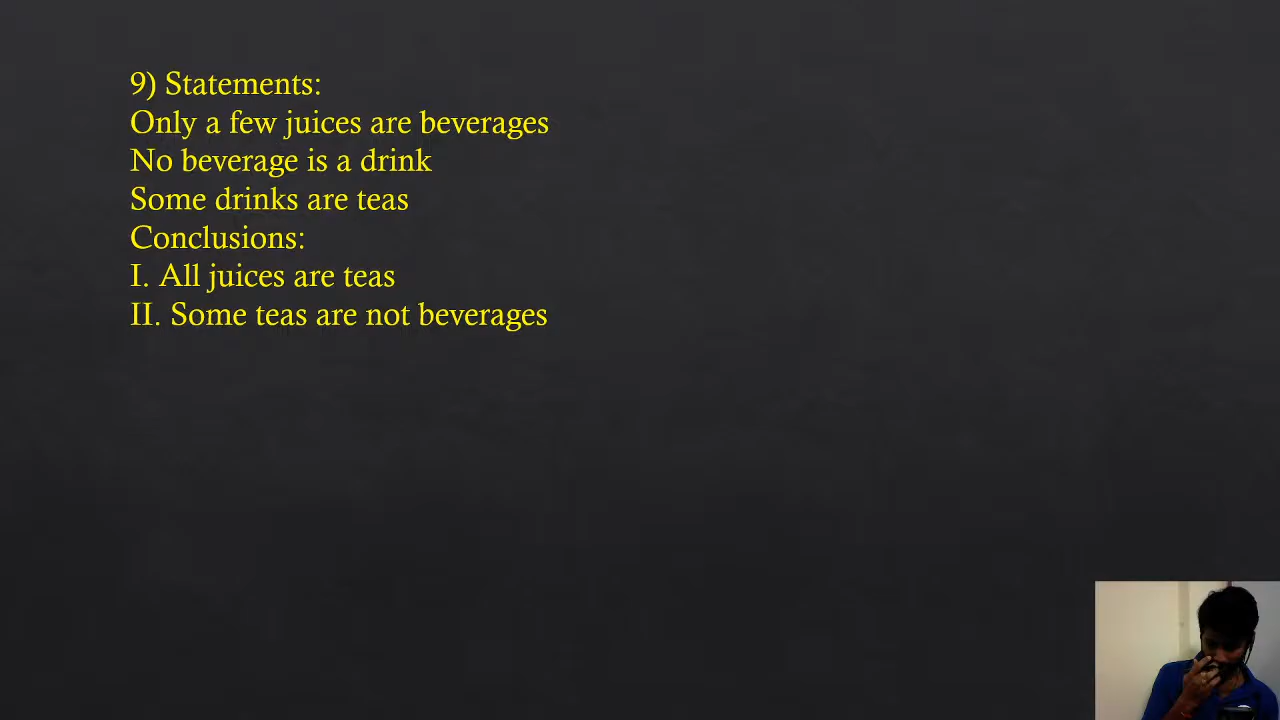 9) Statements:
Only a few juices are beverages
No beverage is a drink
Some drinks are teas
Conclusions:
I. All juices are teas
II. Some teas are not beverages